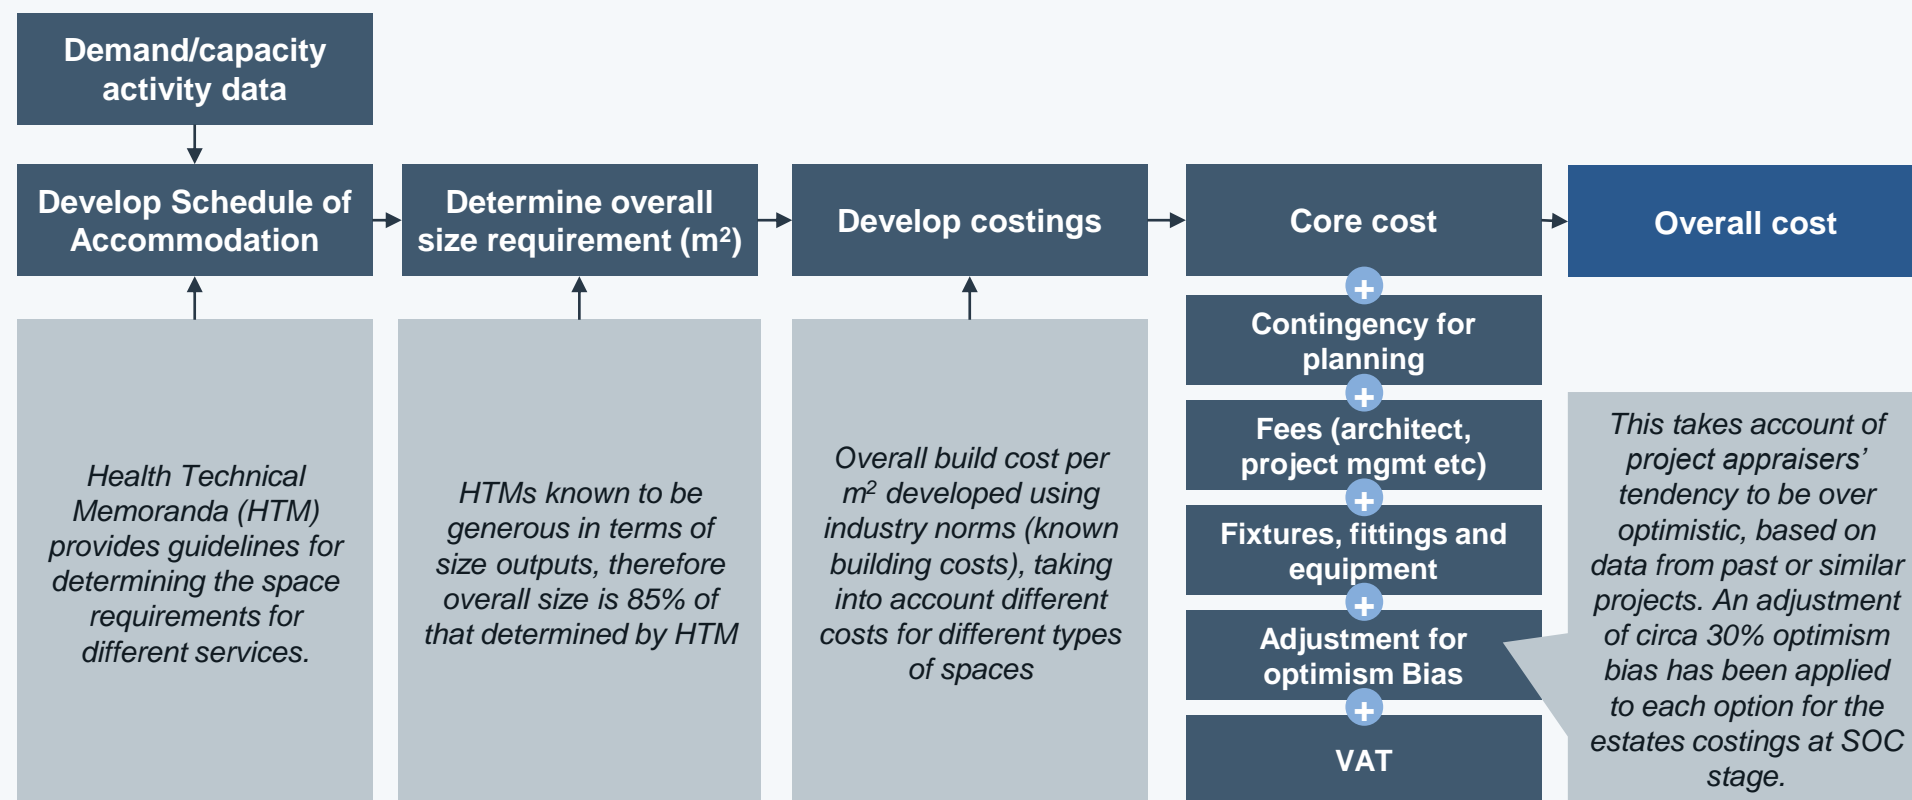 Demand/capacity
activity data
Develop Schedule of
Accommodation
Determine overall
size requirement (m²)
Develop costings
Core cost
Overall cost
Health Technical
Memoranda (HTM)
provides guidelines for
determining the space
requirements for
different services.
HTMs known to be
generous in terms of
size outputs, therefore
overall size is 85% of
that determined by HTM
Overall build cost per
m² developed using
industry norms (known
building costs), taking
into account different
costs for different types
of spaces
+
Contingency for
planning
+
Fees (architect,
project mgmt etc)
+
Fixtures, fittings and
equipment
+
Adjustment for
optimism Bias
+
VAT
This takes account of
project appraisers’
tendency to be over
optimistic, based on
data from past or similar
projects. An adjustment
of circa 30% optimism
bias has been applied
to each option for the
estates costings at SOC
stage.